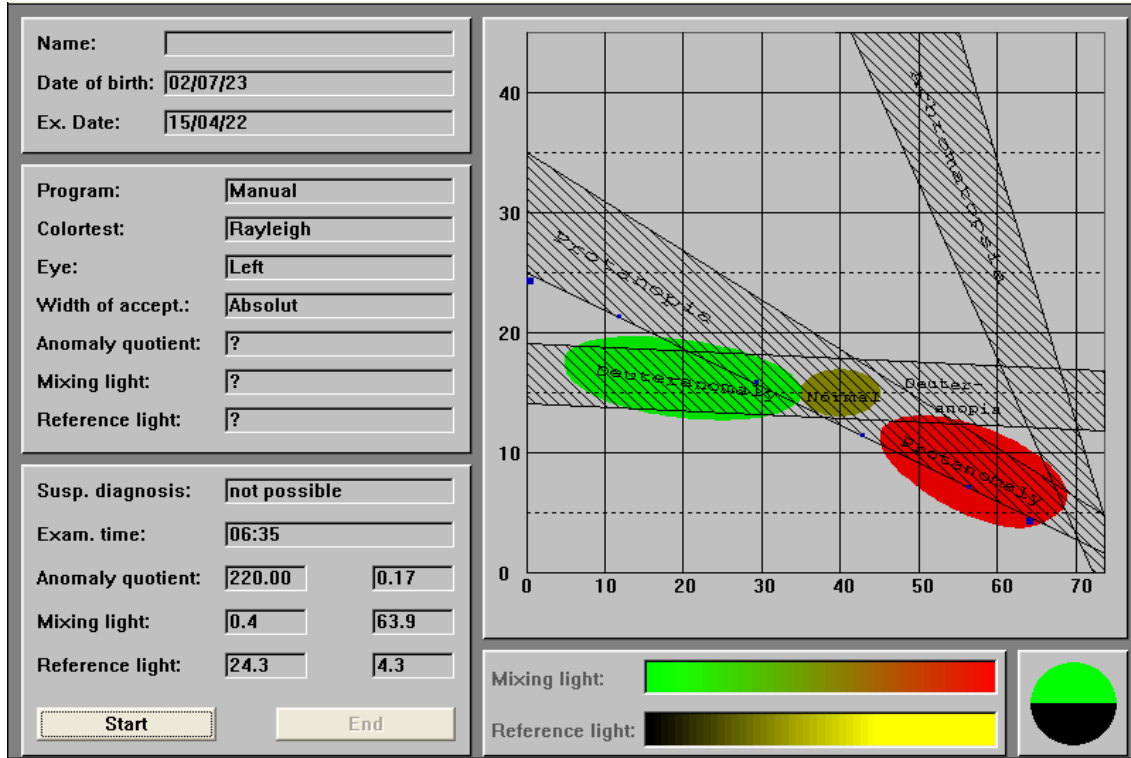 Name:
Date of birth: 02/07/23
Ex. Date: 15/04/22
Program: Manual
Colortest: Rayleigh
Eye: Left
Width of accept.: Absolut
Anomaly quotient: ?
Mixing light: ?
Reference light: ?
Susp. diagnosis: not possible
Exam. time: 06:35
Anomaly quotient: 220.00 0.17
Mixing light: 0.4 63.9
Reference light: 24.3 4.3
Start End
40
30
20
10
0
0 10 20 30 40 50 60 70
Achromatopsia
Protanopia
Deuteranomaly
Normal
Deuter-
anopia
Protanomaly
Mixing light:
Reference light: